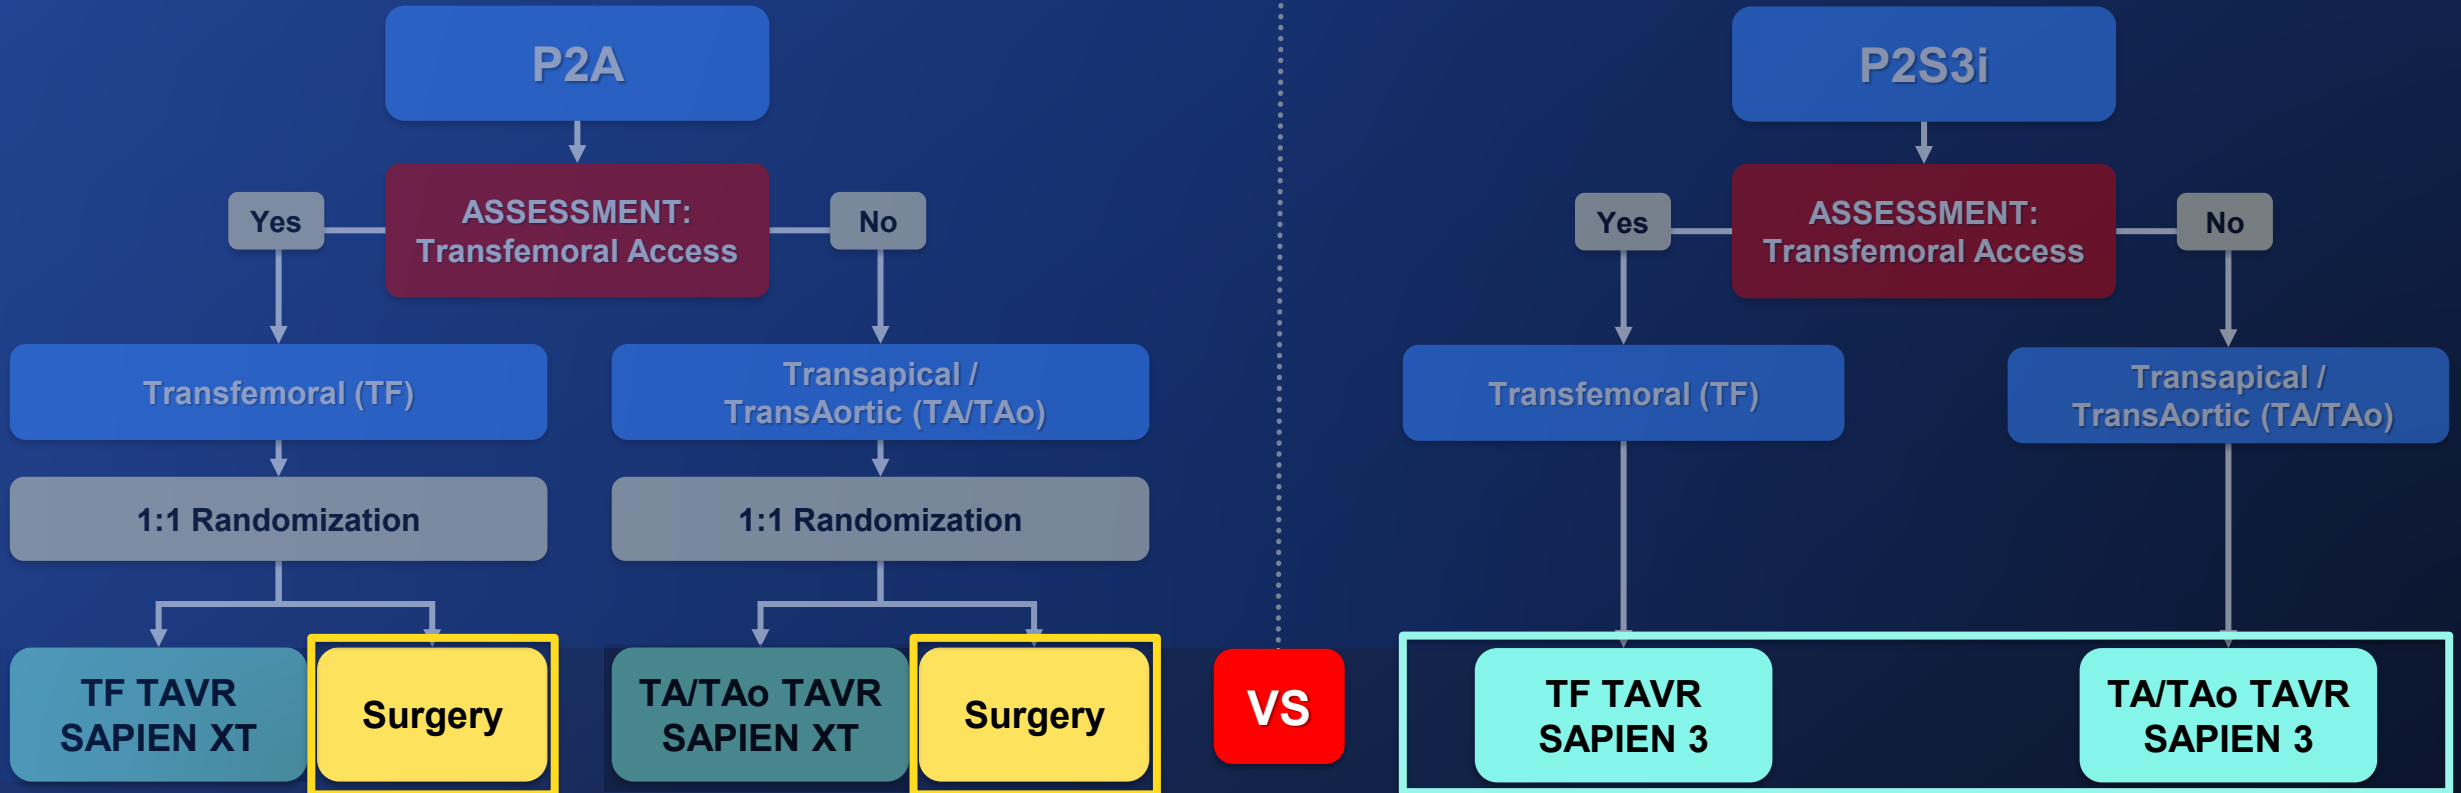 P2A
P2S3i
Yes
ASSESSMENT:
Transfemoral Access
No
Yes
ASSESSMENT:
Transfemoral Access
No
Transfemoral (TF)
Transapical /
TransAortic (TA/TAo)
Transfemoral (TF)
Transapical /
TransAortic (TA/TAo)
1:1 Randomization
1:1 Randomization
TF TAVR
SAPIEN XT
Surgery
TA/TAo TAVR
SAPIEN XT
Surgery
VS
TF TAVR
SAPIEN 3
TA/TAo TAVR
SAPIEN 3